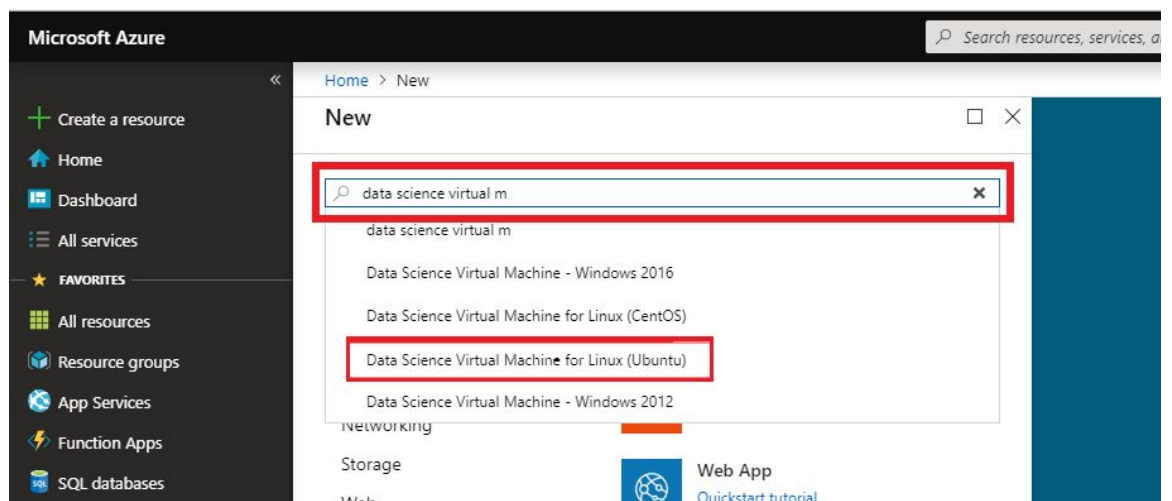 Microsoft Azure
Search resources, services, a
«
Home > New
Create a resource
New
Home
data science virtual m
Dashboard
data science virtual m
All services
Data Science Virtual Machine - Windows 2016
FAVORITES
Data Science Virtual Machine for Linux (CentOS)
All resources
Data Science Virtual Machine for Linux (Ubuntu)
Resource groups
Data Science Virtual Machine - Windows 2012
App Services
Networking
Function Apps
Storage
Web App
SQL databases
SQL
Web
Quickstart tutorial